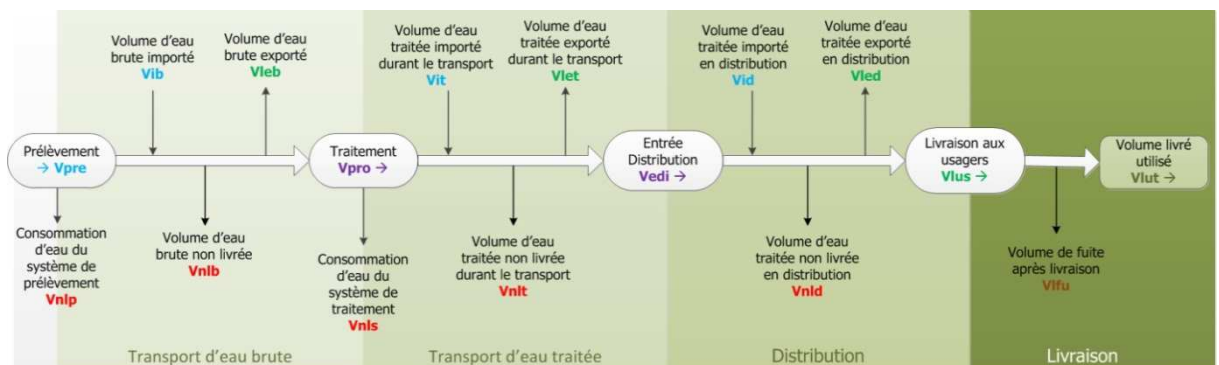 Volume d'eau
brute importé
Vib
Volume d'eau
brute exporté
Vleb
Volume d'eau
traitée importé
durant le transport
Vit
Volume d'eau
traitée exporté
durant le transport
Vlet
Volume d'eau
traitée importé
en distribution
Vid
Volume d'eau
traitée exporté
en distribution
Vled
Prélèvement
→ Vpre
Traitement
Vpro →
Entrée
Distribution
Vedi →
Livraison aux
usagers
Vlus →
Volume livré
utilisé
Vlut →
Consommation
d'eau du
système de
prélèvement
Vnlp
Volume d'eau
brute non livrée
Vnlb
Consommation
d'eau du
système de
traitement
Vnls
Volume d'eau
traitée non livrée
durant le transport
Vnlt
Volume d'eau
traitée non livrée
en distribution
Vnld
Volume de fuite
après livraison
Vlfu
Transport d'eau brute
Transport d'eau traitée
Distribution
Livraison